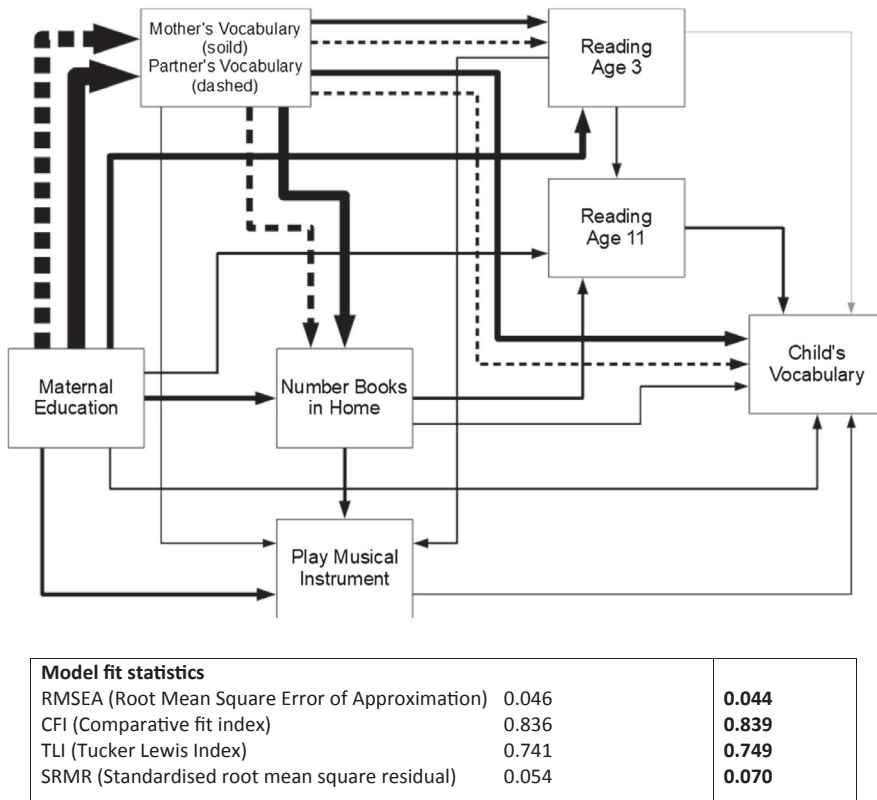 Mother's Vocabulary
(soild)
Partner's Vocabulary
(dashed)
Reading
Age 3
Reading
Age 11
Child's
Vocabulary
Maternal
Education
Number Books
in Home
Play Musical
Instrument
Model fit statistics
RMSEA (Root Mean Square Error of Approximation) 0.046 0.044
CFI (Comparative fit index) 0.836 0.839
TLI (Tucker Lewis Index) 0.741 0.749
SRMR (Standardised root mean square residual) 0.054 0.070